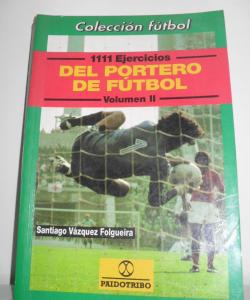 Colección fútbol
1111 Ejercicios
DEL PORTERO
DE FÚTBOL
Volumen II
Santiago Vázquez Folgueira
PAIDOTRIBO